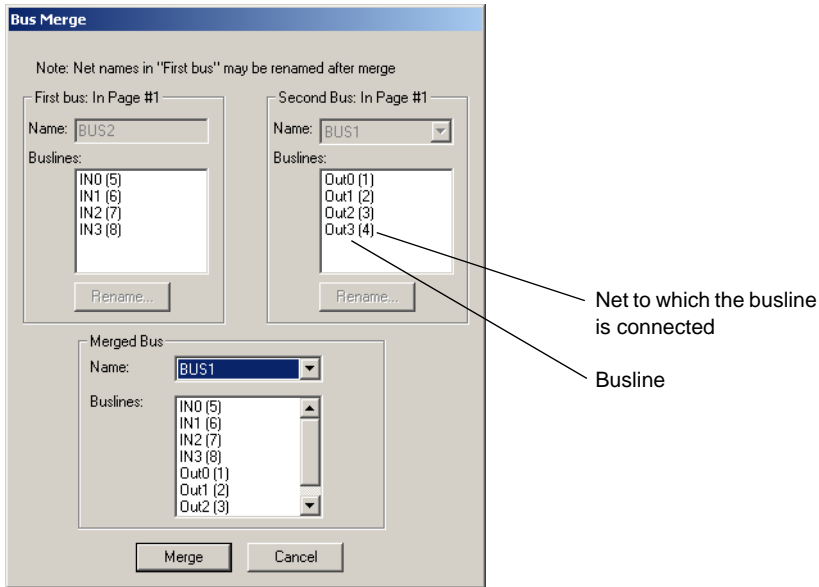 Bus Merge
Note: Net names in "First bus" may be renamed after merge
First bus: In Page #1
Name: BUS2
Buslines:
IN0 (5)
IN1 (6)
IN2 (7)
IN3 (8)
Rename...
Second Bus: In Page #1
Name: BUS1
Buslines:
Out0 (1)
Out1 (2)
Out2 (3)
Out3 (4)
Rename...
Net to which the busline
is connected
Busline
Merged Bus
Name: BUS1
Buslines:
IN0 (5)
IN1 (6)
IN2 (7)
IN3 (8)
Out0 (1)
Out1 (2)
Out2 (3)
Merge
Cancel